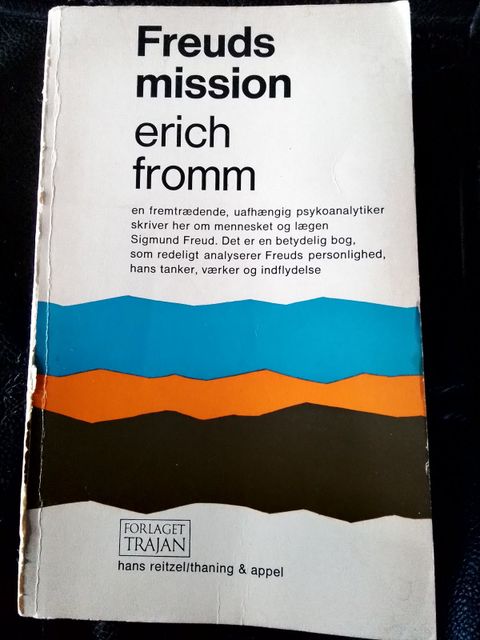 Freuds
mission
erich
fromm
en fremtrædende, uafhængig psykoanalytiker
skriver her om mennesket og lægen
Sigmund Freud. Det er en betydelig bog,
som redeligt analyserer Freuds personlighed,
hans tanker, værker og indflydelse
FORLAGET
TRAJAN
hans reitzel/thaning & appel